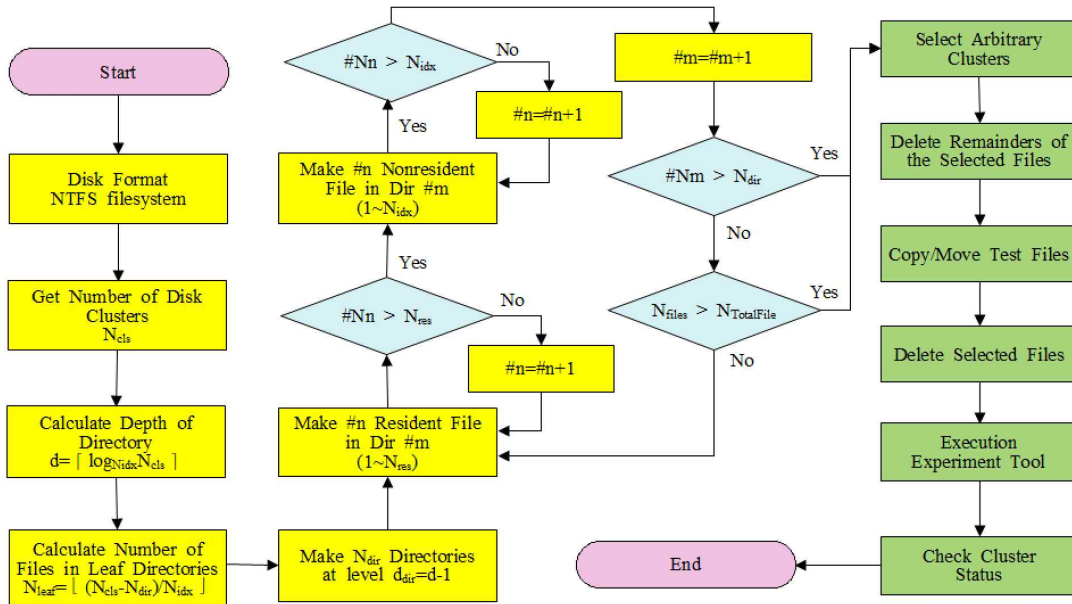 Start
Disk Format
NTFS filesystem
Get Number of Disk
Clusters
Ncls
Calculate Depth of
Directory
d=⌈ logNidxNcls ⌉
Calculate Number of
Files in Leaf Directories
Nleaf=⌊ (Ncls-Ndir)/Nidx ⌋
Make Ndir Directories
at level ddir=d-1
Make #n Resident File
in Dir #m
(1~Nres)
#n=#n+1
No
#Nn > Nres
Yes
Make #n Nonresident
File in Dir #m
(1~Nidx)
#n=#n+1
No
Yes
#Nn > Nidx
#m=#m+1
#Nm > Ndir
Yes
No
Nfiles > NTotalFile
Yes
No
Select Arbitrary
Clusters
Delete Remainders of
the Selected Files
Copy/Move Test Files
Delete Selected Files
Execution
Experiment Tool
Check Cluster
Status
End